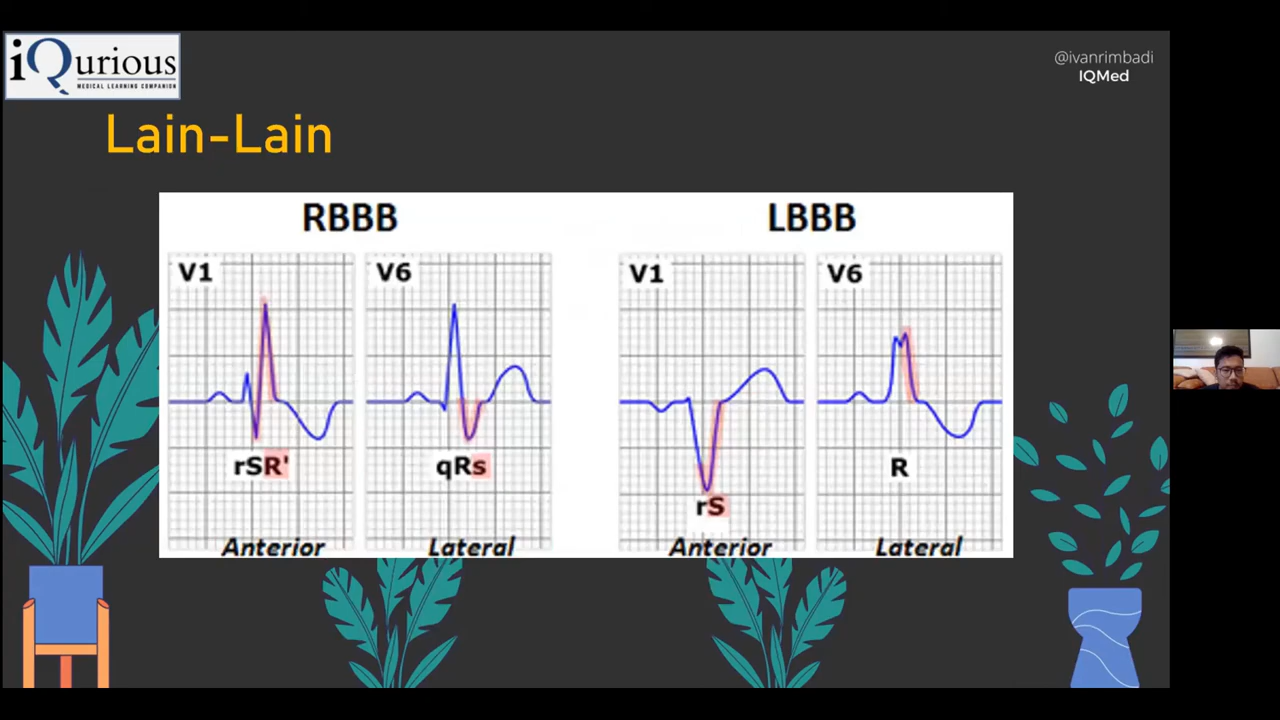 iQurious
MEDICAL LEARNING COMPANION
@ivanrimbadi
IQMed
Lain-Lain
RBBB
LBBB
V1
V6
V1
V6
rSR'
qRs
rS
R
Anterior
Lateral
Anterior
Lateral